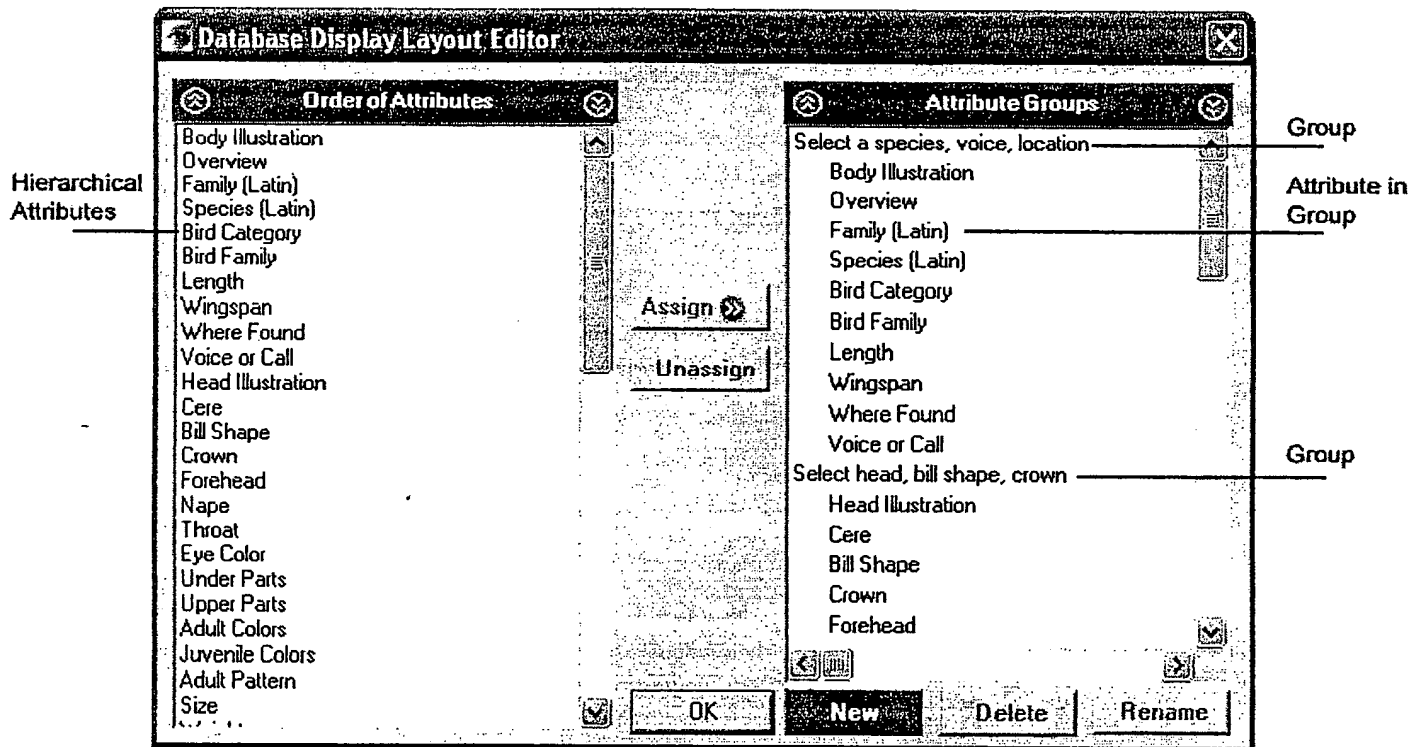 Database Display Layout Editor
Order of Attributes
Body Illustration
Overview
Family (Latin)
Species (Latin)
Bird Category
Bird Family
Length
Wingspan
Where Found
Voice or Call
Head Illustration
Cere
Bill Shape
Crown
Forehead
Nape
Throat
Eye Color
Under Parts
Upper Parts
Adult Colors
Juvenile Colors
Adult Pattern
Size
Hierarchical
Attributes
Assign
Unassign
OK
Attribute Groups
Select a species, voice, location
Body Illustration
Overview
Family (Latin)
Species (Latin)
Bird Category
Bird Family
Length
Wingspan
Where Found
Voice or Call
Select head, bill shape, crown
Head Illustration
Cere
Bill Shape
Crown
Forehead
New
Delete
Rename
Group
Attribute in
Group
Group